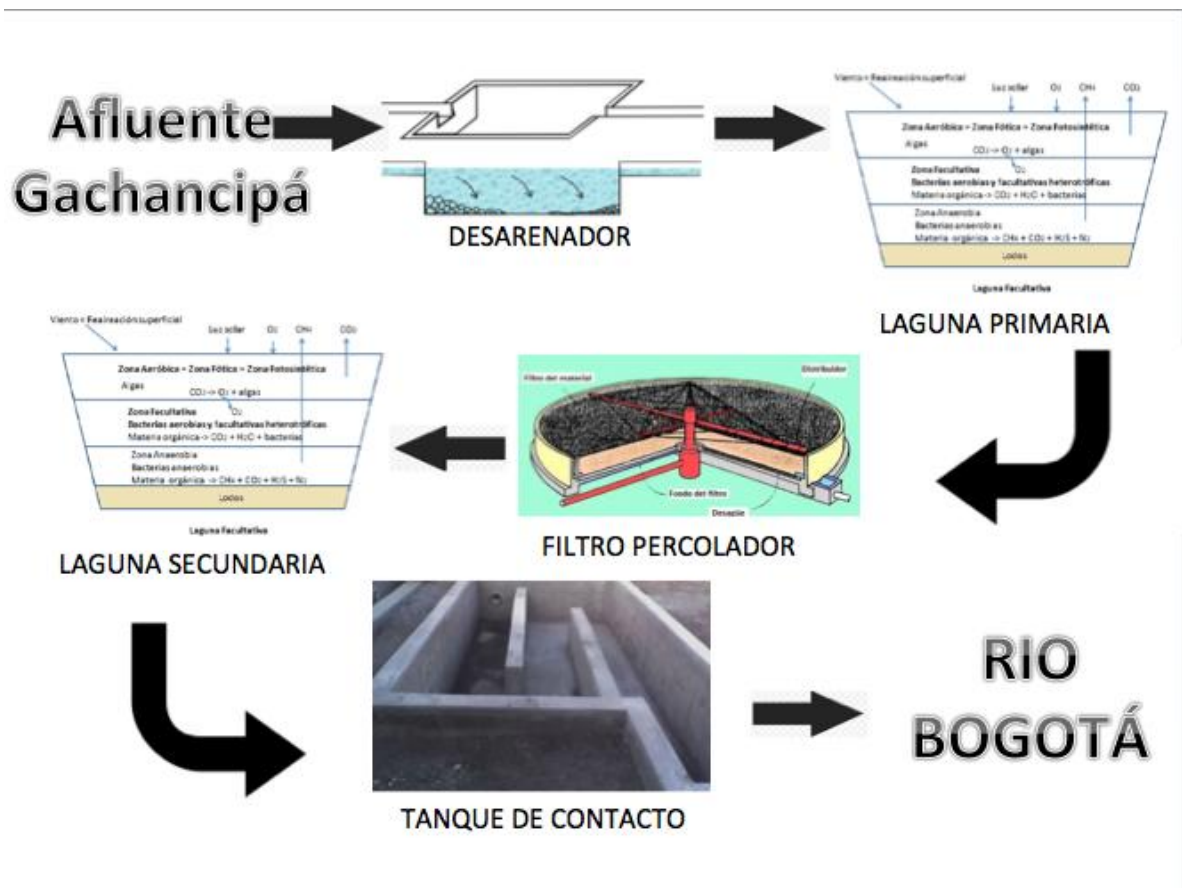 Afluente
Gachancipá
DESARENADOR
Viento = Reaireación superficial
Luz solar O₂ CH₄ CO₂
Zona Aeróbica = Zona Fótica = Zona Fotosintética
Algas
CO₂ -> O₂ + algas
Zona Facultativa O₂
Bacterias aerobias y facultativas heterotróficas
Materia orgánica -> CO₂ + H₂O + bacterias
Zona Anaerobia
Bacterias anaerobias
Materia orgánica -> CH₄ + CO₂ + H₂S + N₂
Lodos
Laguna Facultativa
LAGUNA PRIMARIA
Filtro del material
Distribuidor
Fondo del filtro
Desagüe
FILTRO PERCOLADOR
Viento = Reaireación superficial
Luz solar O₂ CH₄ CO₂
Zona Aeróbica = Zona Fótica = Zona Fotosintética
Algas
CO₂ -> O₂ + algas
Zona Facultativa O₂
Bacterias aerobias y facultativas heterotróficas
Materia orgánica -> CO₂ + H₂O + bacterias
Zona Anaerobia
Bacterias anaerobias
Materia orgánica -> CH₄ + CO₂ + H₂S + N₂
Lodos
Laguna Facultativa
LAGUNA SECUNDARIA
TANQUE DE CONTACTO
RIO
BOGOTÁ